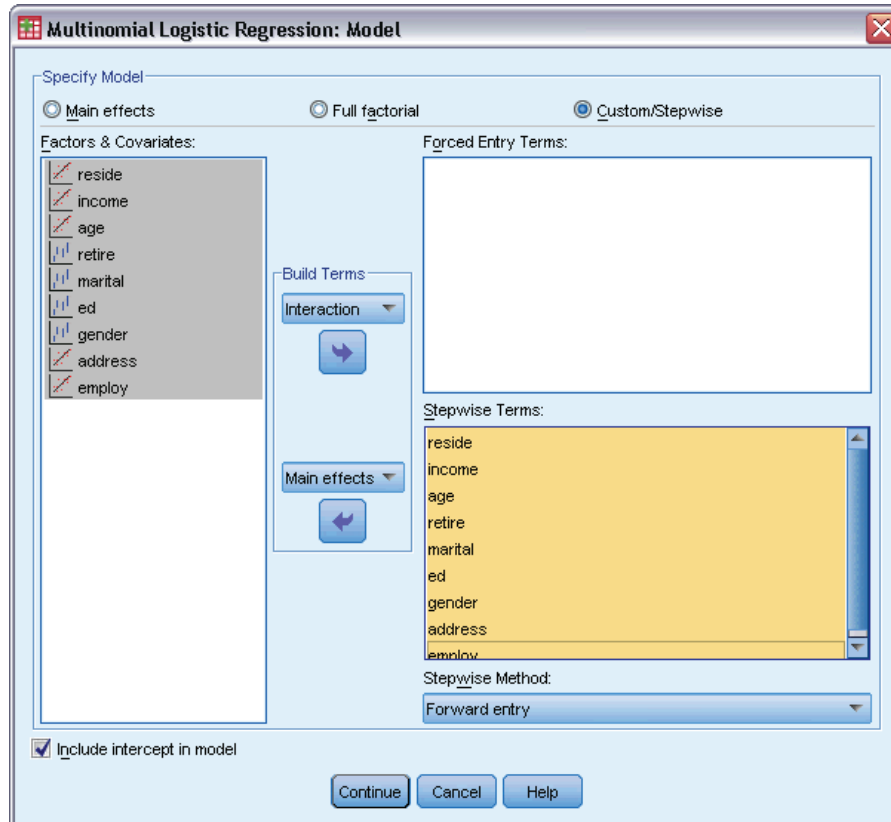 Multinomial Logistic Regression: Model
Specify Model
Main effects
Full factorial
Custom/Stepwise
Factors & Covariates:
reside
income
age
retire
marital
ed
gender
address
employ
Build Terms
Interaction
Main effects
Forced Entry Terms:
Stepwise Terms:
reside
income
age
retire
marital
ed
gender
address
employ
Stepwise Method:
Forward entry
Include intercept in model
Continue
Cancel
Help